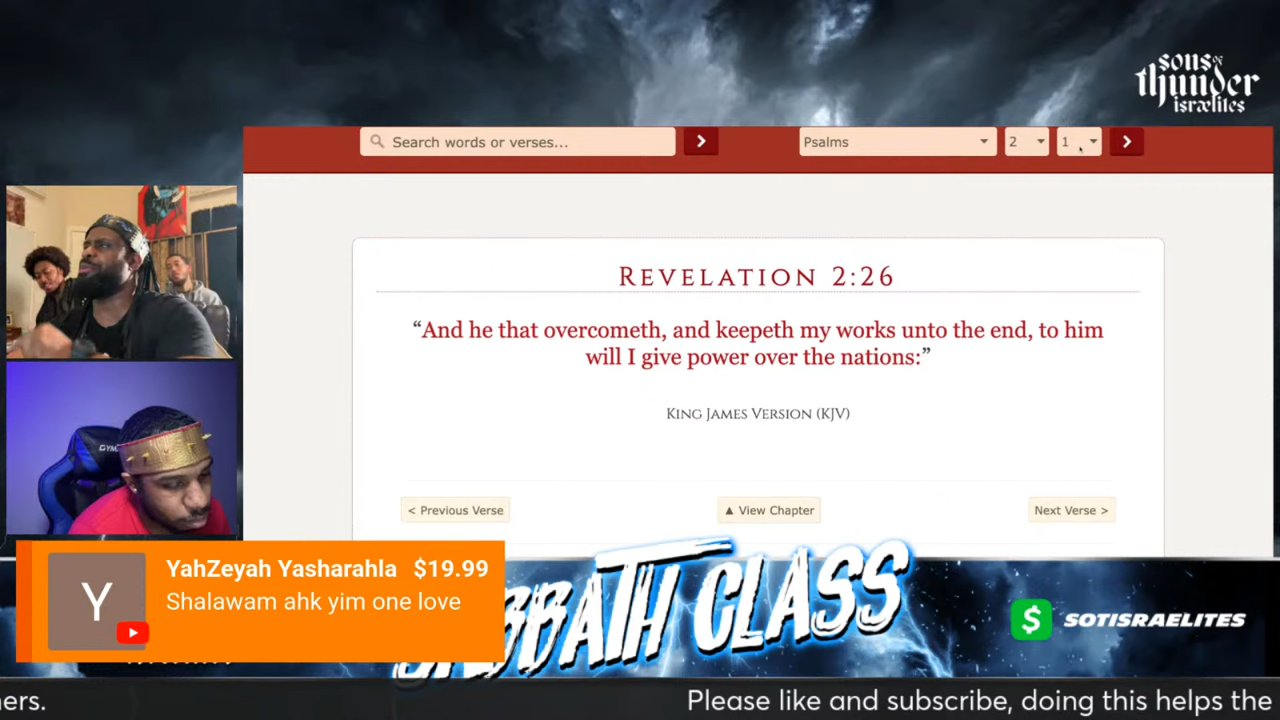 sons of
thunder
israelites
Search words or verses...
Psalms
2
1
Revelation 2:26
“And he that overcometh, and keepeth my works unto the end, to him
will I give power over the nations:”
King James Version (KJV)
< Previous Verse
▲ View Chapter
Next Verse >
YahZeyah Yasharahla $19.99
Shalawam ahk yim one love
Y
SABBATH CLASS
$ SOTISRAELITES
ers.
Please like and subscribe, doing this helps the